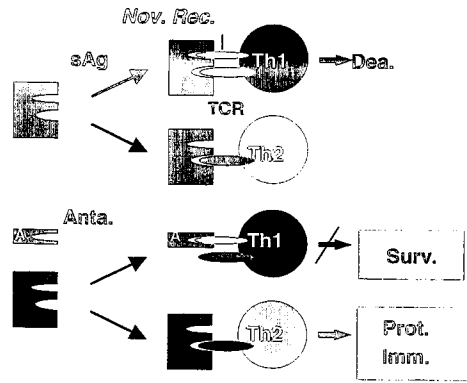 Nov. Rec.
sAg
Th1
Dea.
TCR
Th2
Anta.
A
A
Th1
Surv.
Th2
Prot.
Imm.